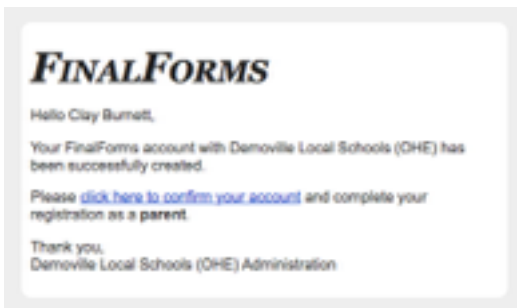 FINALFORMS
Hello Clay Burnett,
Your FinalForms account with Demoville Local Schools (OHE) has
been successfully created.
Please click here to confirm your account and complete your
registration as a parent.
Thank you,
Demoville Local Schools (OHE) Administration